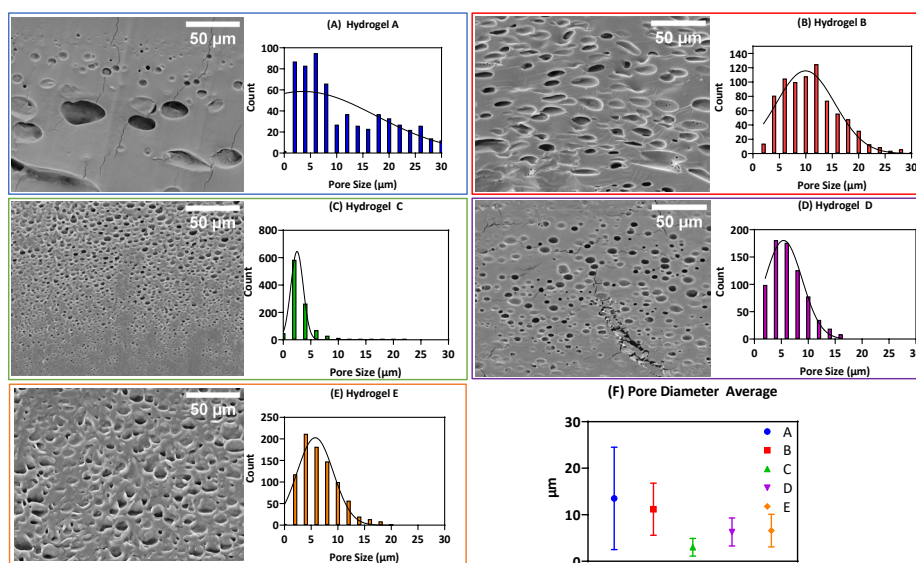 50 µm
(A) Hydrogel A
Count
100
80
60
40
20
0
0 5 10 15 20 25 30
Pore Size (µm)
50 µm
(B) Hydrogel B
Count
140
120
100
80
60
40
20
0
0 5 10 15 20 25 30
Pore Size (µm)
50 µm
(C) Hydrogel C
Count
800
600
400
200
0
0 5 10 15 20 25 30
Pore Size (µm)
50 µm
(D) Hydrogel D
Count
200
150
100
50
0
0 5 10 15 20 25 30
Pore Size (µm)
50 µm
(E) Hydrogel E
Count
250
200
150
100
50
0
0 5 10 15 20 25 30
Pore Size (µm)
(F) Pore Diameter Average
µm
30
20
10
0
A
B
C
D
E